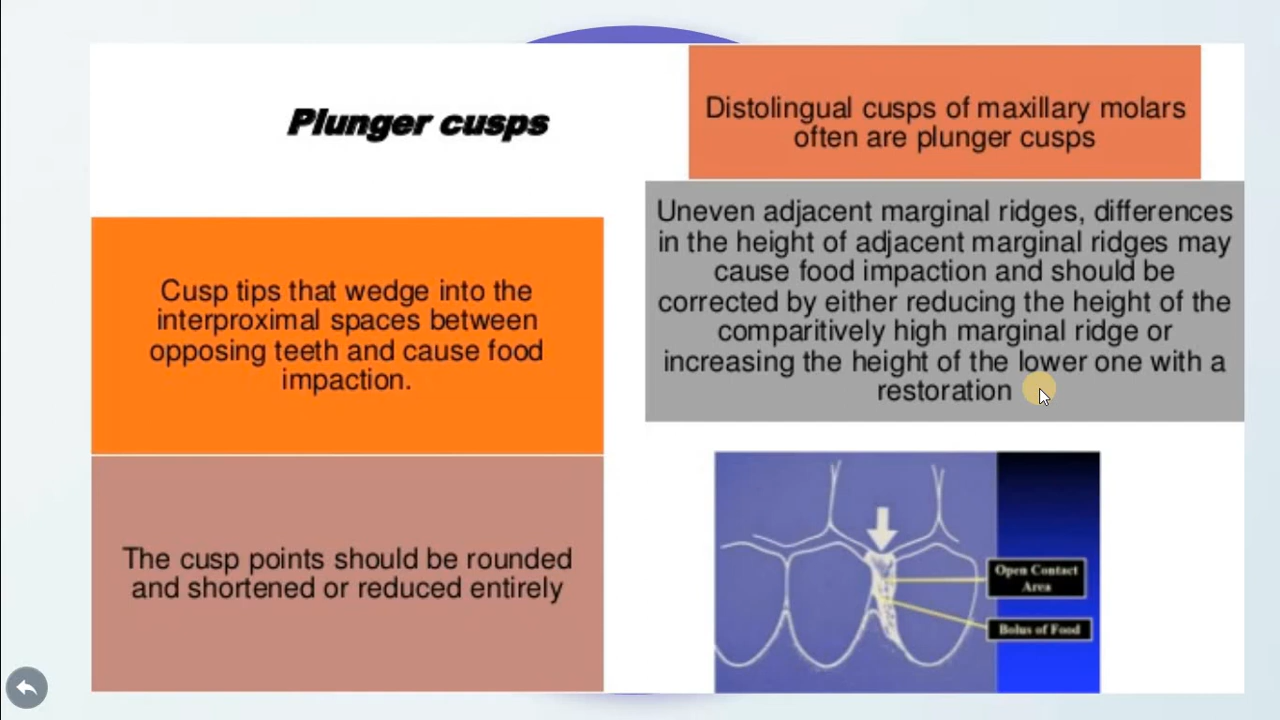 Plunger cusps
Cusp tips that wedge into the
interproximal spaces between
opposing teeth and cause food
impaction.
The cusp points should be rounded
and shortened or reduced entirely
Distolingual cusps of maxillary molars
often are plunger cusps
Uneven adjacent marginal ridges, differences
in the height of adjacent marginal ridges may
cause food impaction and should be
corrected by either reducing the height of the
comparitively high marginal ridge or
increasing the height of the lower one with a
restoration
Open Contact
Area
Bolus of Food